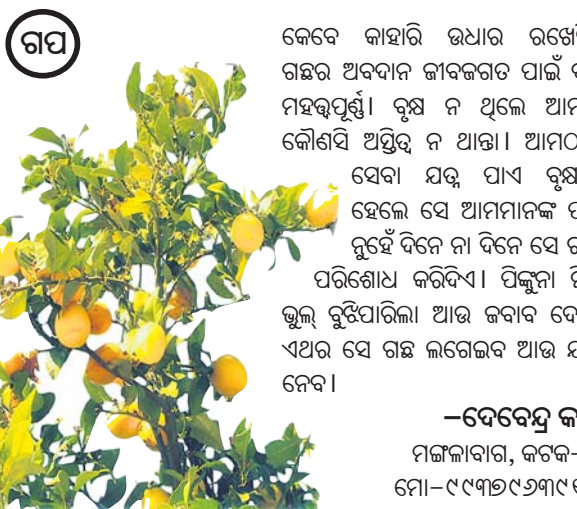 ଗପ
କେବେ କାହାରି ଉଧାର ରଖେ
ଗଛର ଅବଦାନ ଜୀବଜଗତ ପାଇଁ
ମହତ୍ତ୍ୱପୂର୍ଣ୍ଣ। ବୃକ୍ଷ ନ ଥିଲେ ଆମ
କୌଣସି ଅସ୍ତିତ୍ୱ ନ ଥାନ୍ତା। ଆମଠ
ସେବା ଯତ୍ନ ପାଏ ବୃକ୍ଷ
ହେଲେ ସେ ଆମମାନଙ୍କ
ନୁହେଁ ଦିନେ ନା ଦିନେ ସେ
ପରିଶୋଧ କରିଦିଏ। ପିଙ୍କୁନା
ଭୁଲ୍ ବୁଝିପାରିଲା ଆଉ ଜବାବ ଦେ
ଏଥର ସେ ଗଛ ଲଗେଇବ ଆଉ
ନେବ।
–ଦେବେନ୍ଦ୍ର କ
ମଙ୍ଗଳାବାଗ, କଟକ-
ମୋ–୯୯୩୭୯୬୩୯୧